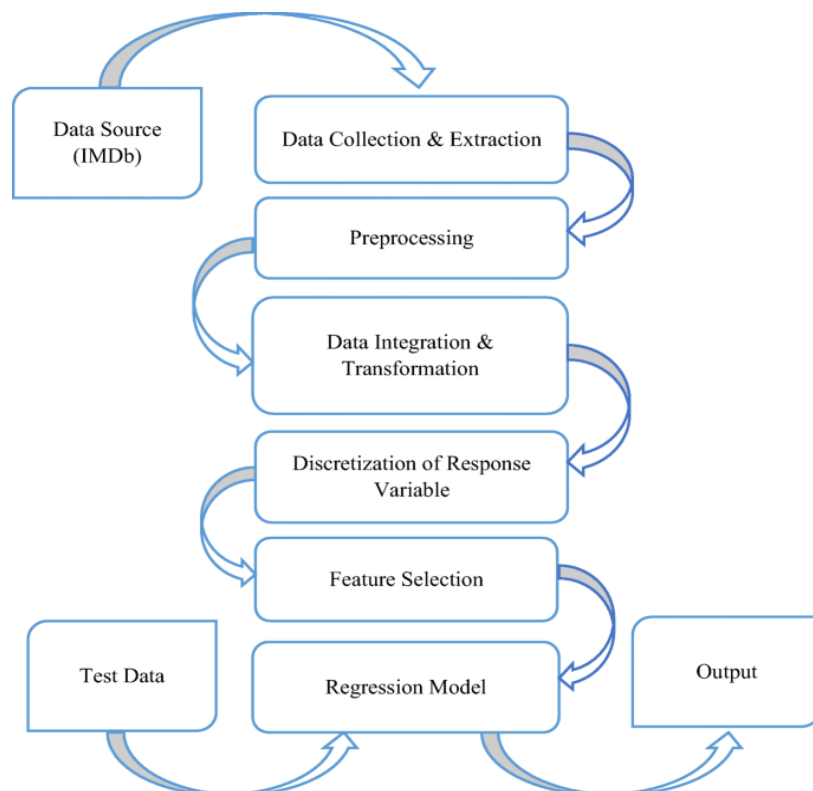 Data Source
(IMDb)
Data Collection & Extraction
Preprocessing
Data Integration &
Transformation
Discretization of Response
Variable
Feature Selection
Test Data
Regression Model
Output